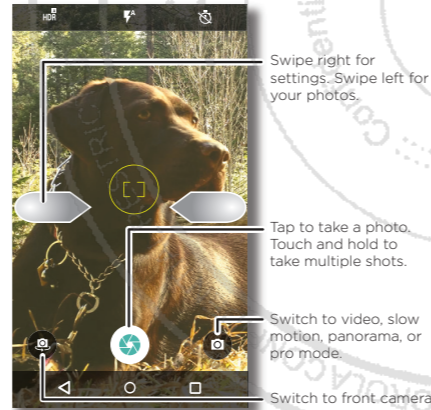 HDR
A
Swipe right for
settings. Swipe left for
your photos.
Tap to take a photo.
Touch and hold to
take multiple shots.
Switch to video, slow
motion, panorama, or
pro mode.
Switch to front camera